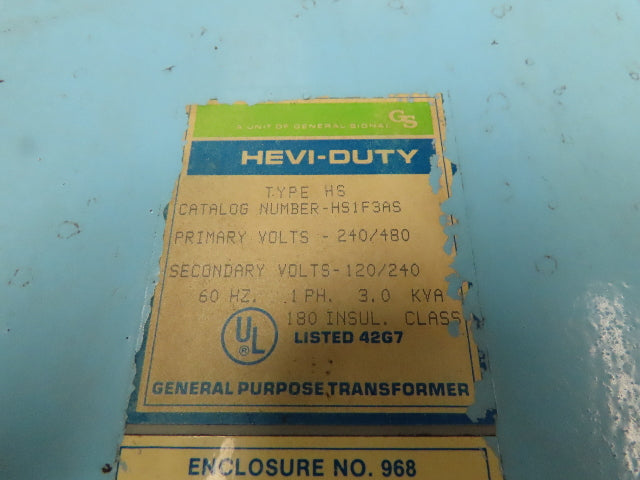 A UNIT OF GENERAL SIGNAL GS
HEVI-DUTY
TYPE HS
CATALOG NUMBER-HS1F3AS
PRIMARY VOLTS - 240/480
SECONDARY VOLTS-120/240
60 HZ. 1 PH. 3.0 KVA
180 INSUL. CLASS
UL LISTED 42G7
GENERAL PURPOSE TRANSFORMER
ENCLOSURE NO. 968